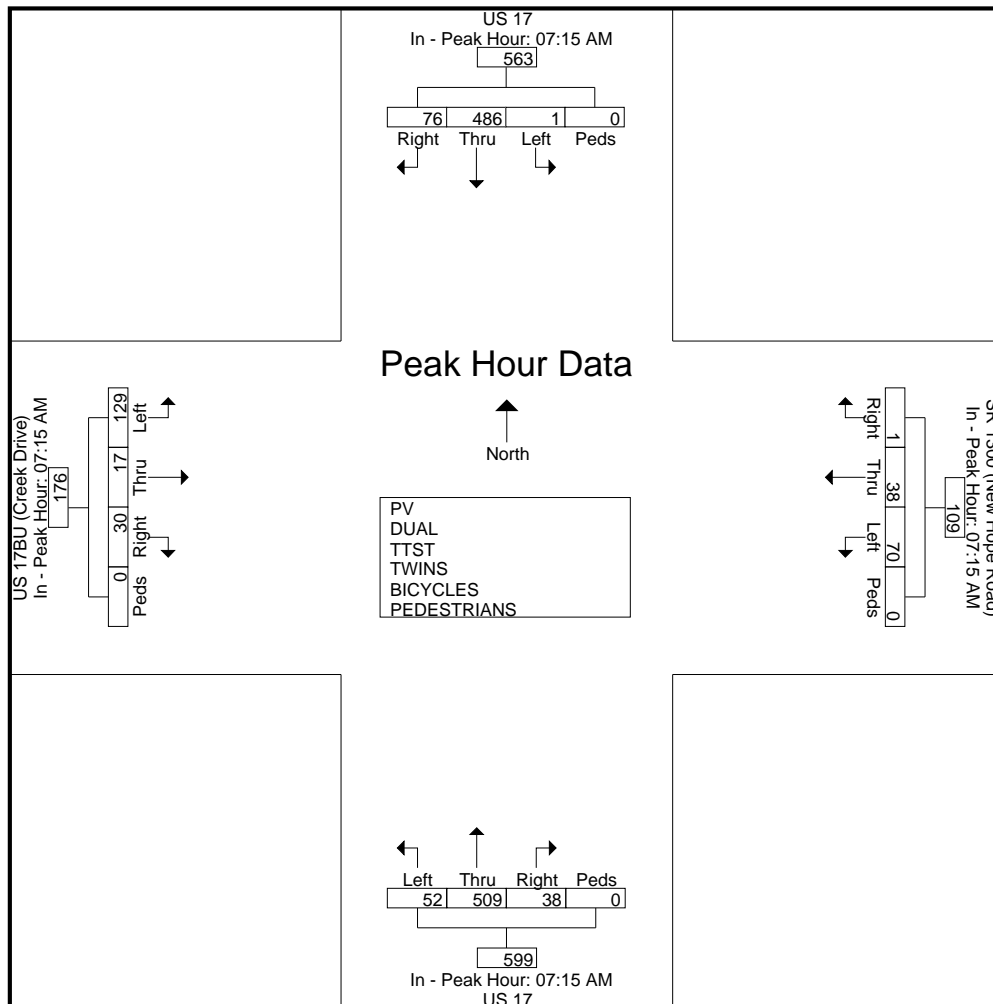 US 17
In - Peak Hour: 07:15 AM
563
76 486 1 0
Right Thru Left Peds
Peak Hour Data
North
PV
DUAL
TTST
TWINS
BICYCLES
PEDESTRIANS
US 17BU (Creek Drive)
In - Peak Hour: 07:15 AM
176
129 17 30 0
Left Thru Right Peds
(New Hope Road)
In - Peak Hour: 07:15 AM
109
1 38 70 0
Right Thru Left Peds
Left Thru Right Peds
52 509 38 0
599
In - Peak Hour: 07:15 AM
US 17